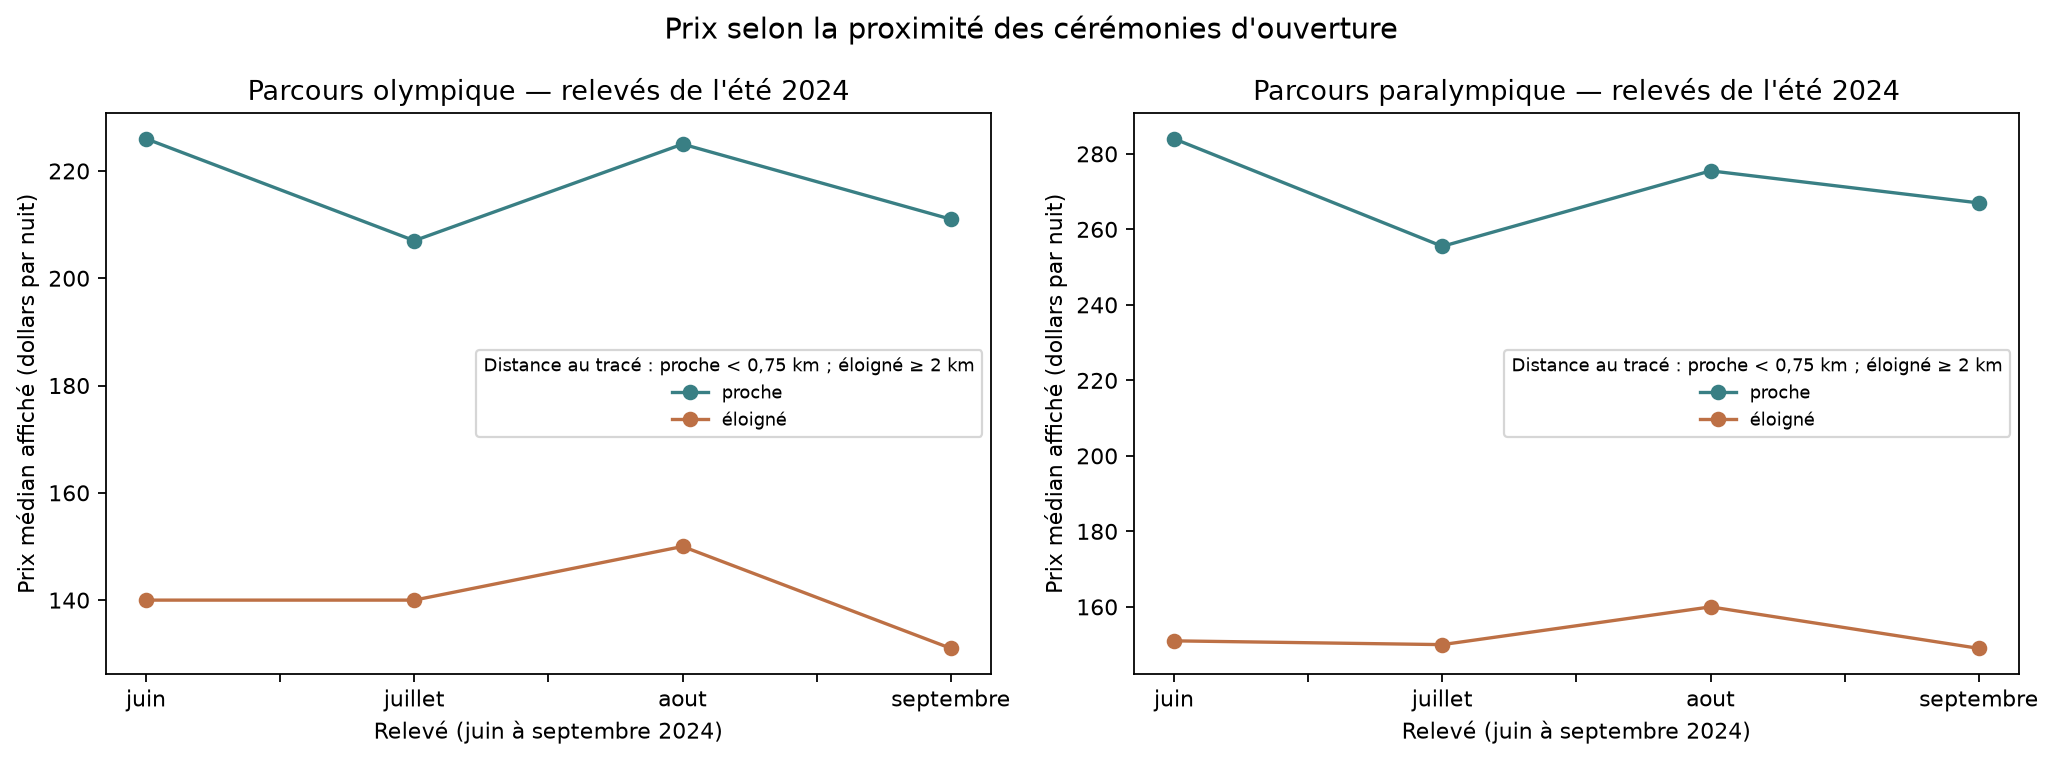 Prix selon la proximité des cérémonies d'ouverture
Parcours olympique — relevés de l'été 2024
Prix médian affiché (dollars par nuit)
220
200
180
160
140
Distance au tracé : proche < 0,75 km ; éloigné ≥ 2 km
proche
éloigné
juin
juillet
aout
septembre
Relevé (juin à septembre 2024)
Parcours paralympique — relevés de l'été 2024
Prix médian affiché (dollars par nuit)
280
260
240
220
200
180
160
Distance au tracé : proche < 0,75 km ; éloigné ≥ 2 km
proche
éloigné
juin
juillet
aout
septembre
Relevé (juin à septembre 2024)